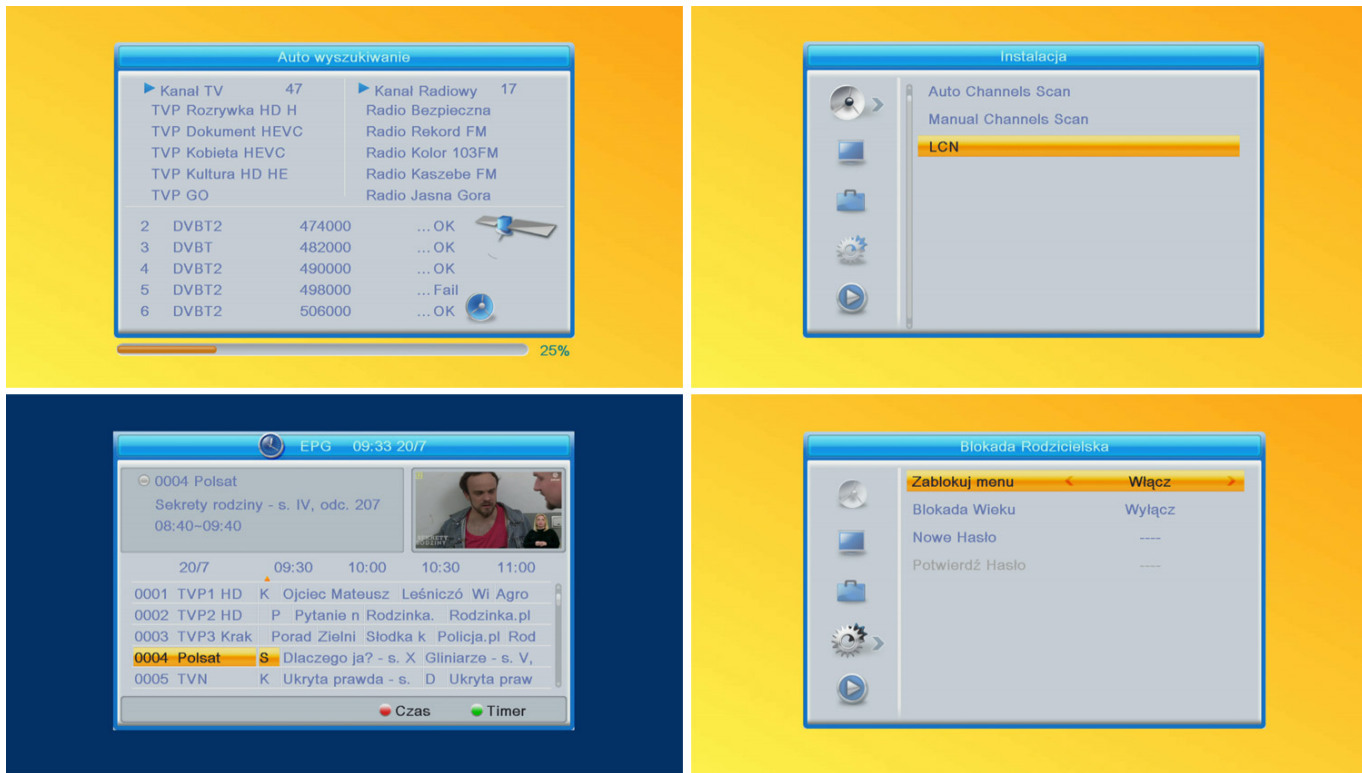 Auto wyszukiwanie
Kanał TV 47 Kanał Radiowy 17
TVP Rozrywka HD H Radio Bezpieczna
TVP Dokument HEVC Radio Rekord FM
TVP Kobieta HEVC Radio Kolor 103FM
TVP Kultura HD HE Radio Kaszebe FM
TVP GO Radio Jasna Gora
2 DVBT2 474000 ...OK
3 DVBT 482000 ...OK
4 DVBT2 490000 ...OK
5 DVBT2 498000 ...Fail
6 DVBT2 506000 ...OK
25%
Instalacja
Auto Channels Scan
Manual Channels Scan
LCN
EPG 09:33 20/7
0004 Polsat
Sekrety rodziny - s. IV, odc. 207
08:40~09:40
SEKRETY
RODZINY
20/7 09:30 10:00 10:30 11:00
0001 TVP1 HD K Ojciec Mateusz Leśniczó Wi Agro
0002 TVP2 HD P Pytanie n Rodzinka. Rodzinka.pl
0003 TVP3 Krak Porad Zielni Słodka k Policja.pl Rod
0004 Polsat S Dlaczego ja? - s. X Gliniarze - s. V,
0005 TVN K Ukryta prawda - s. D Ukryta praw
Czas Timer
Blokada Rodzicielska
Zablokuj menu Włącz
Blokada Wieku Wyłącz
Nowe Hasło ----
Potwierdź Hasło ----